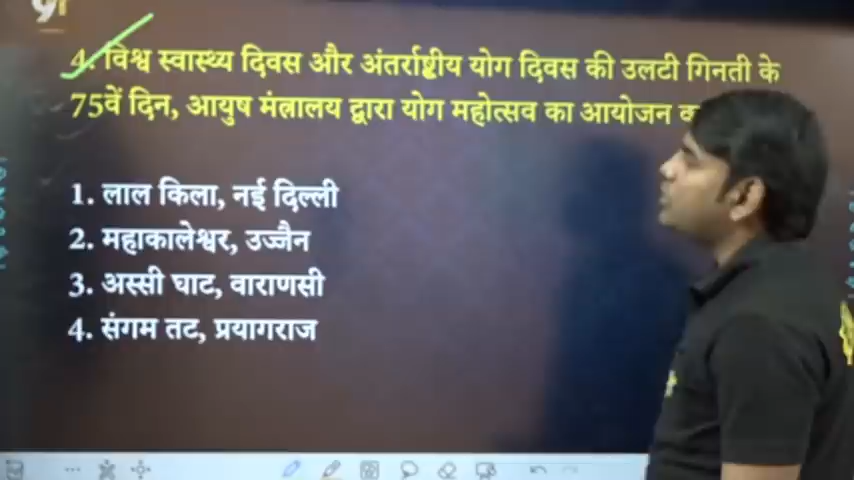 4. विश्व स्वास्थ्य दिवस और अंतर्राष्ट्रीय योग दिवस की उलटी गिनती के
75वें दिन, आयुष मंत्रालय द्वारा योग महोत्सव का आयोजन
1. लाल किला, नई दिल्ली
2. महाकालेश्वर, उज्जैन
3. अस्सी घाट, वाराणसी
4. संगम तट, प्रयागराज